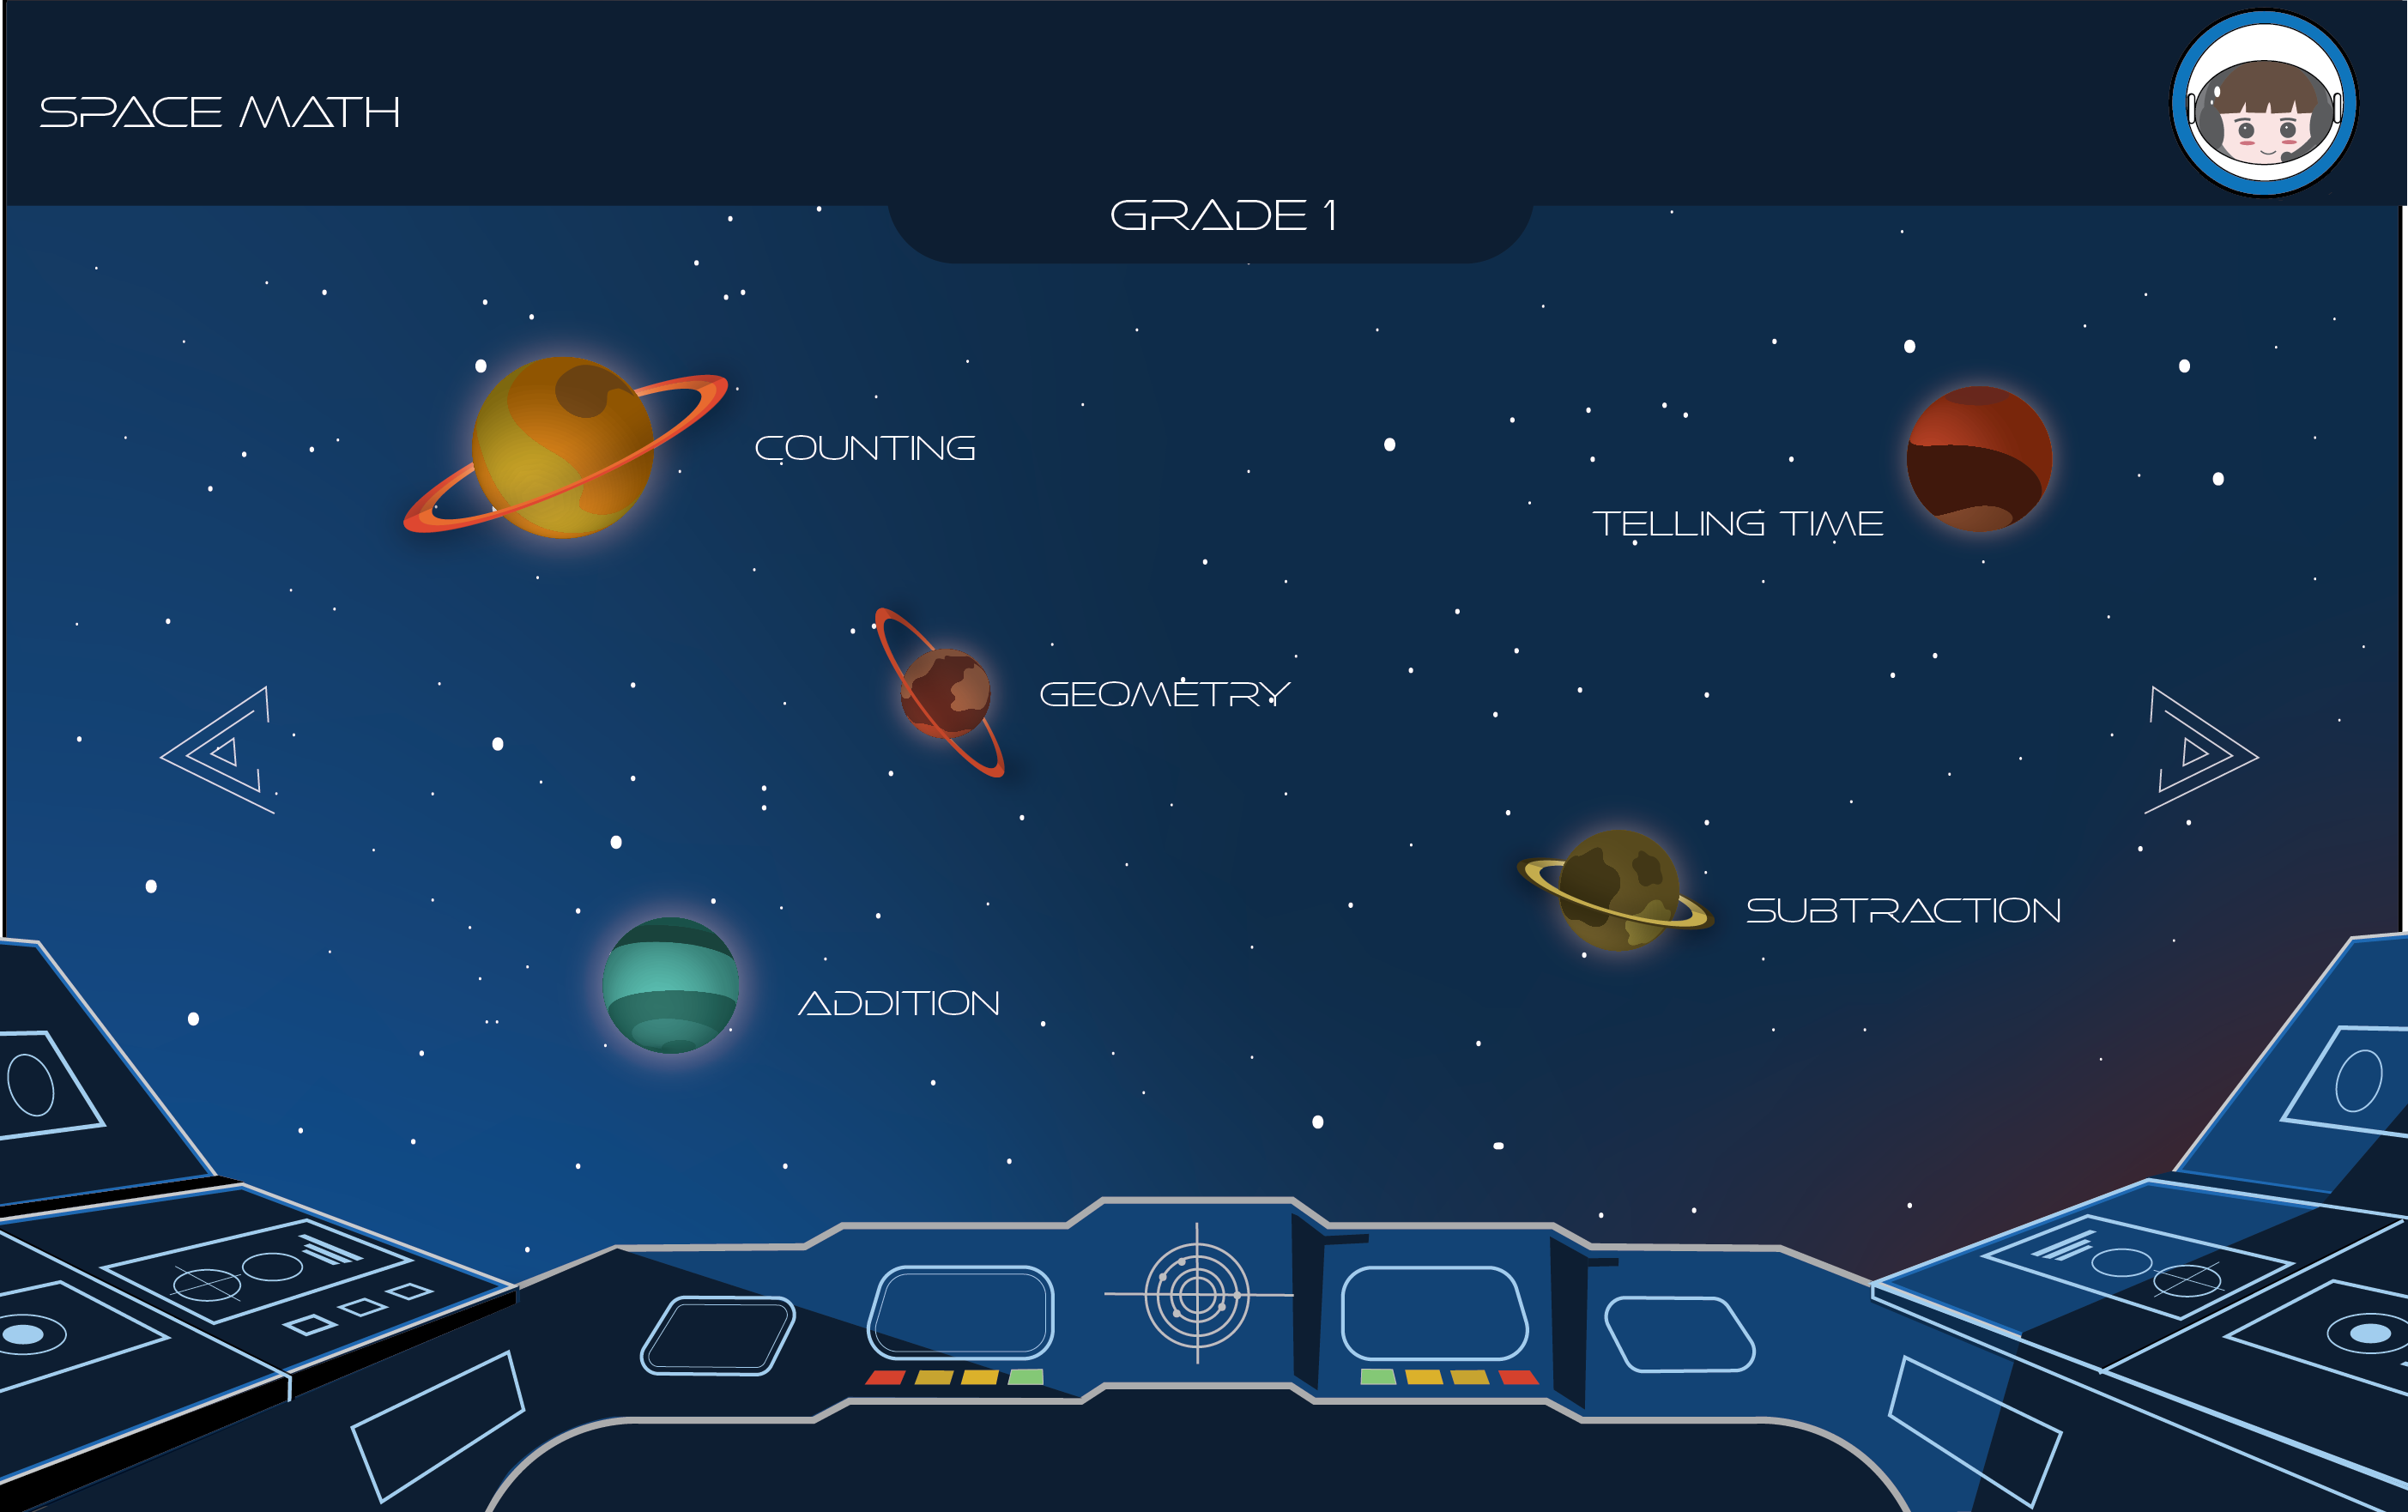 SPACE MATH
GRADE 1
COUNTING
TELLING TIME
GEOMETRY
SUBTRACTION
ADDITION